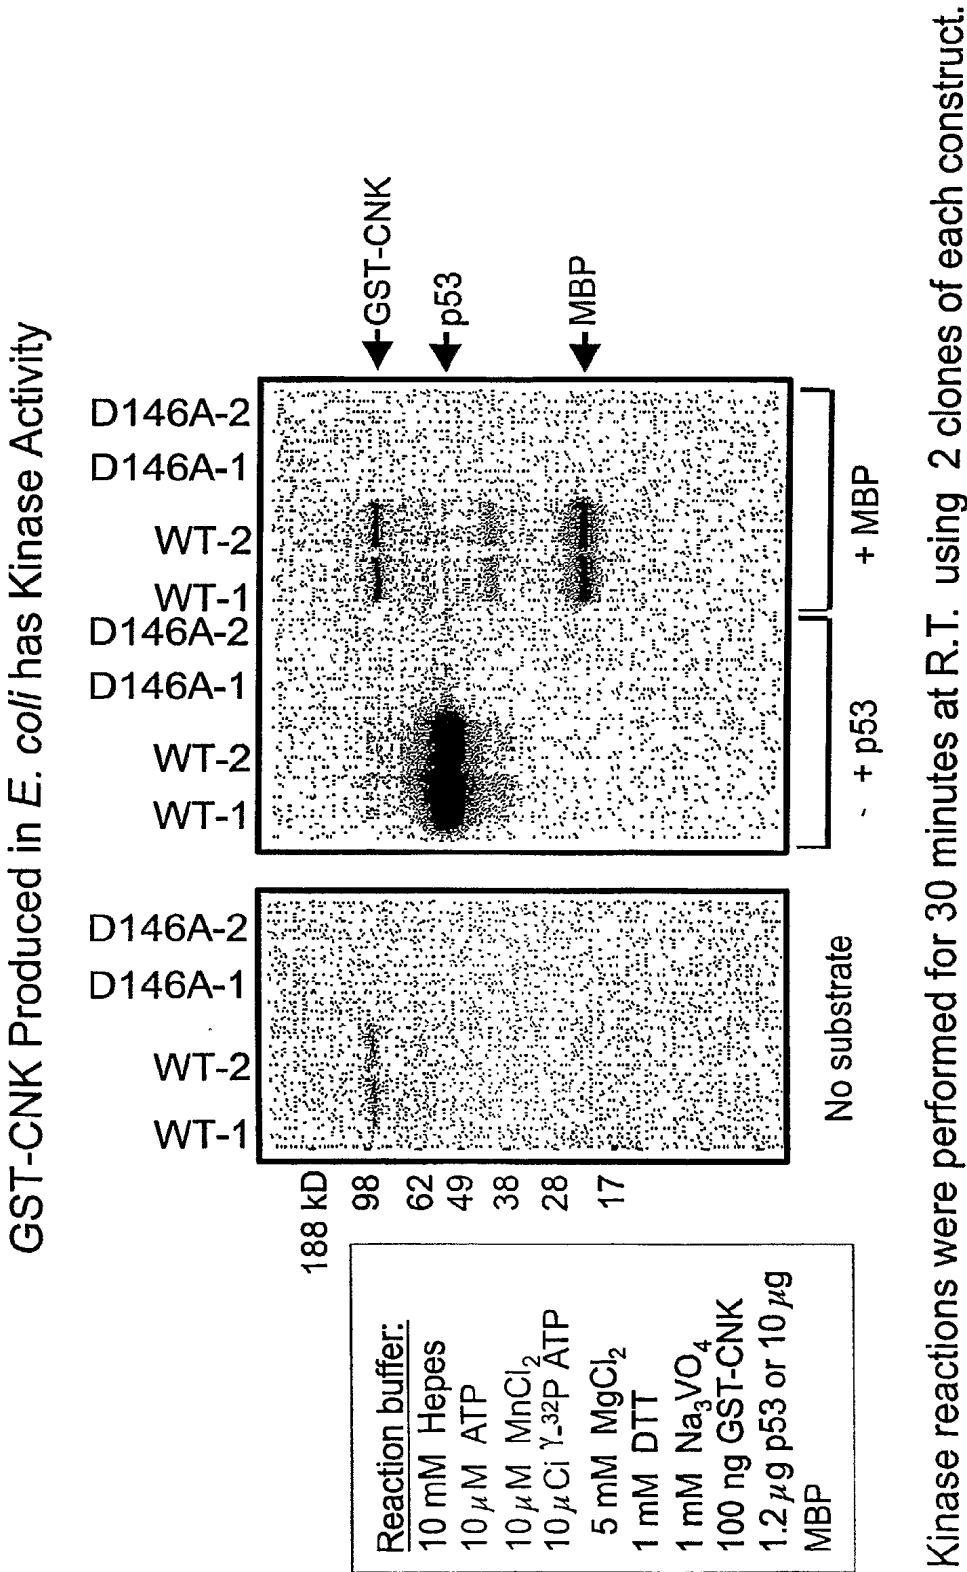 GST-CNK Produced in E. coli has Kinase Activity
WT-1
WT-2
D146A-1
D146A-2
WT-1
WT-2
D146A-1
D146A-2
WT-1
WT-2
D146A-1
D146A-2
188 kD
98
62
49
38
28
17
GST-CNK
p53
MBP
No substrate
- + p53
+ MBP
Reaction buffer:
10 mM Hepes
10 µM ATP
10 µM MnCl₂
10 µCi γ-³²P ATP
5 mM MgCl₂
1 mM DTT
1 mM Na₃VO₄
100 ng GST-CNK
1.2 µg p53 or 10 µg
MBP
Kinase reactions were performed for 30 minutes at R.T. using 2 clones of each construct.